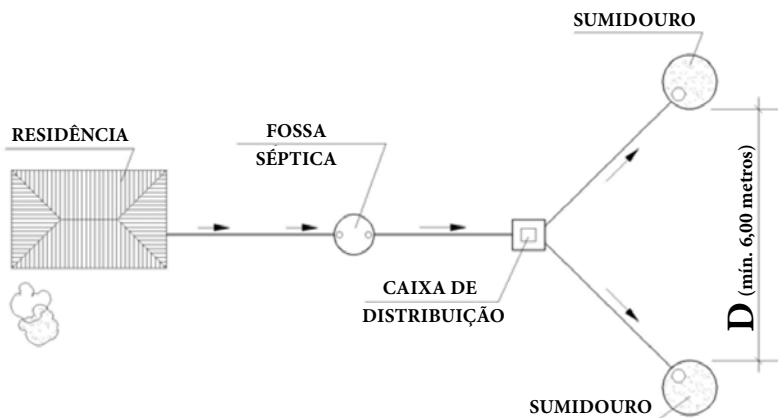 SUMIDOURO
RESIDÊNCIA
FOSSA
SÉPTICA
CAIXA DE
DISTRIBUIÇÃO
D (mín. 6,00 metros)
SUMIDOURO